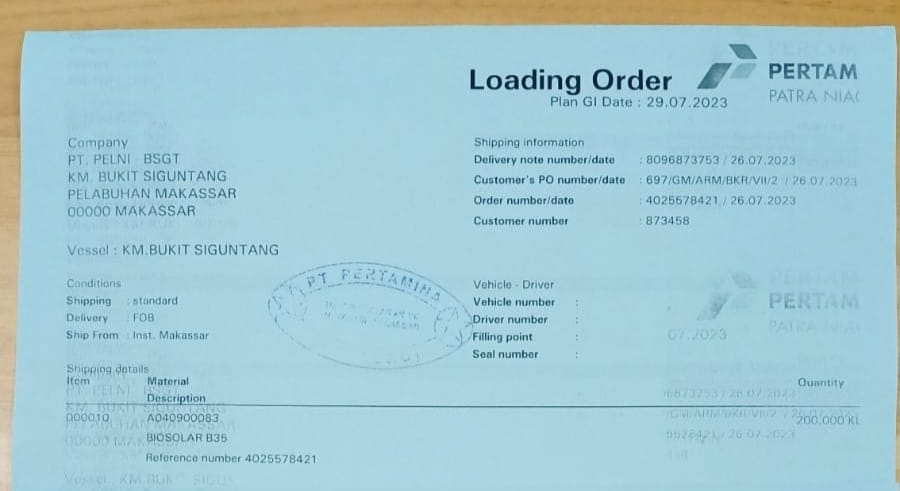 Loading Order
Plan GI Date : 29.07.2023
PERTAM
PATRA NIAG
Company
PT. PELNI BSGT
KM. BUKIT SIGUNTANG
PELABUHAN MAKASSAR
00000 MAKASSAR
Vessel : KM.BUKIT SIGUNTANG
Shipping information
Delivery note number/date : 8096873753 / 26.07.2023
Customer's PO number/date : 697/GM/ARM/BKR/VII/2 / 26.07.2023
Order number/date : 4025578421 / 26.07.2023
Customer number : 873458
Conditions
Shipping : standard
Delivery : FOB
Ship From : Inst. Makassar
PT PERTAMINA
Vehicle - Driver
Vehicle number :
Driver number :
Filling point :
Seal number :
PERTAM
07.2023
Shipping details
Item Material Quantity
Description
000010 A040900083 200,000 KL
BIOSOLAR B35
Reference number 4025578421